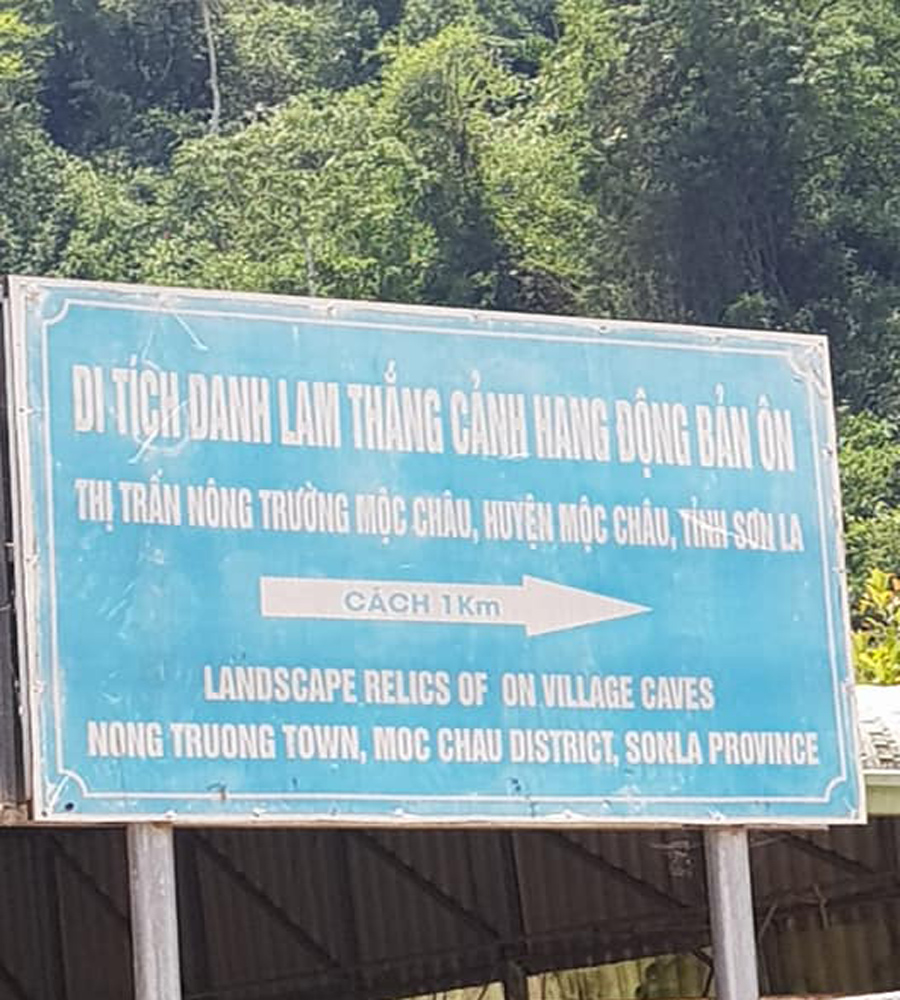 DI TÍCH DANH LAM THẮNG CẢNH HANG ĐỘNG BẢN ÔN
THỊ TRẤN NÔNG TRƯỜNG MỘC CHÂU, HUYỆN MỘC CHÂU, TỈNH SƠN LA
CÁCH 1Km
LANDSCAPE RELICS OF ON VILLAGE CAVES
NONG TRUONG TOWN, MOC CHAU DISTRICT, SONLA PROVINCE